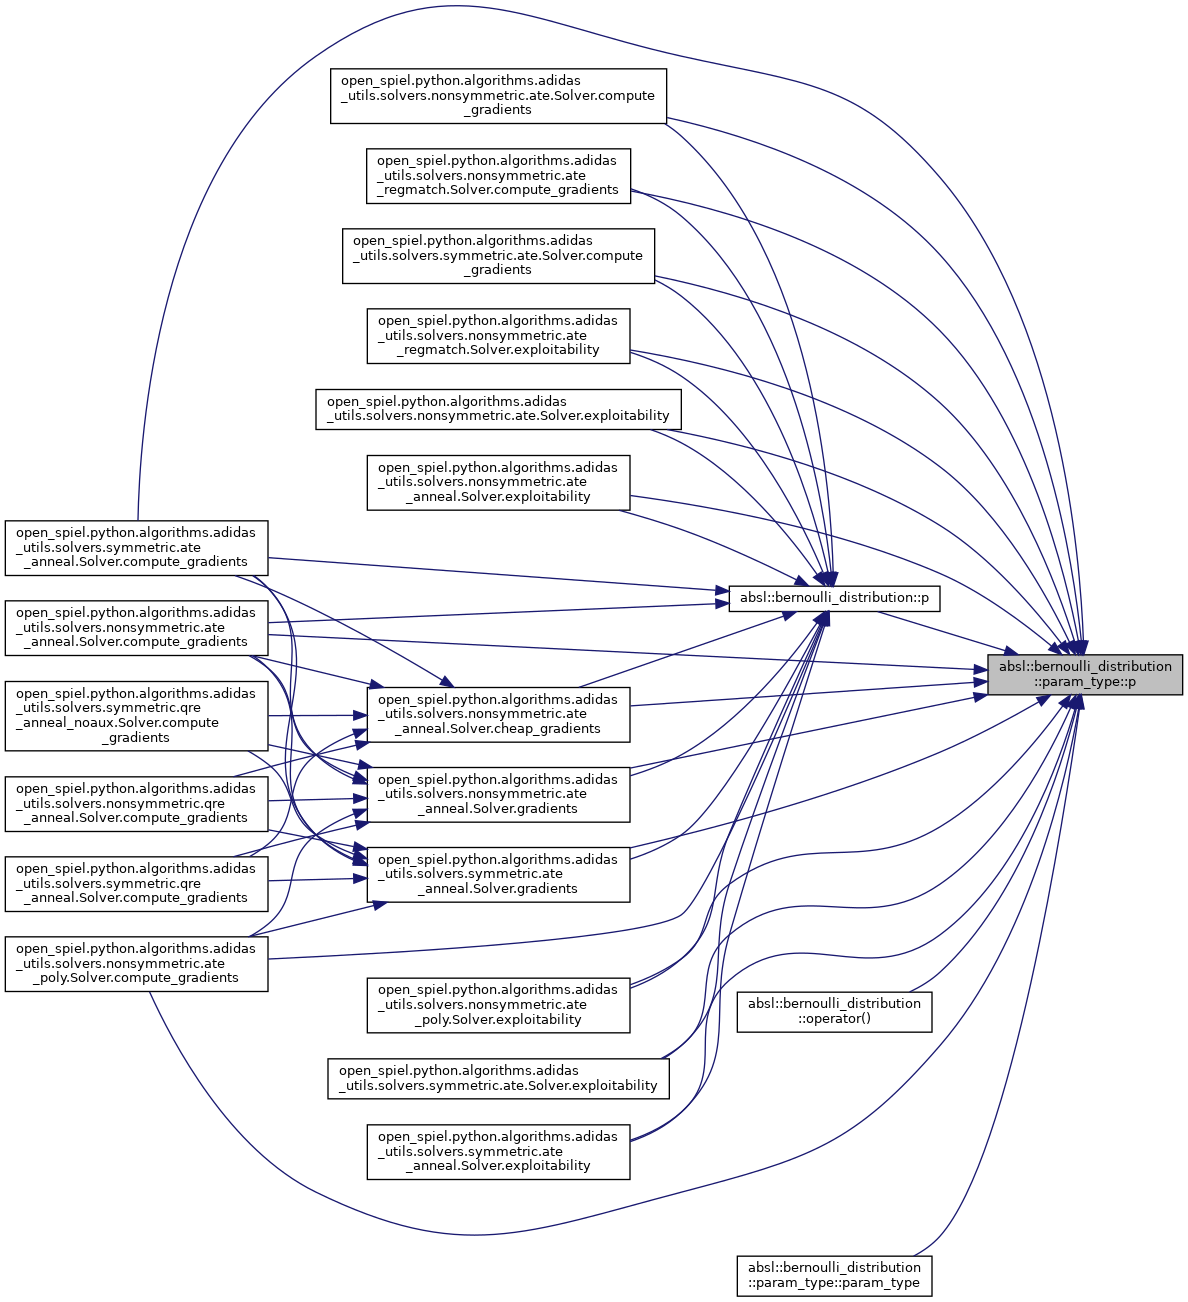 open_spiel.python.algorithms.adidas
_utils.solvers.nonsymmetric.ate.Solver.compute
_gradients
open_spiel.python.algorithms.adidas
_utils.solvers.nonsymmetric.ate
_regmatch.Solver.compute_gradients
open_spiel.python.algorithms.adidas
_utils.solvers.symmetric.ate.Solver.compute
_gradients
open_spiel.python.algorithms.adidas
_utils.solvers.nonsymmetric.ate
_regmatch.Solver.exploitability
open_spiel.python.algorithms.adidas
_utils.solvers.nonsymmetric.ate.Solver.exploitability
open_spiel.python.algorithms.adidas
_utils.solvers.nonsymmetric.ate
_anneal.Solver.exploitability
open_spiel.python.algorithms.adidas
_utils.solvers.symmetric.ate
_anneal.Solver.compute_gradients
open_spiel.python.algorithms.adidas
_utils.solvers.nonsymmetric.ate
_anneal.Solver.compute_gradients
open_spiel.python.algorithms.adidas
_utils.solvers.symmetric.qre
_anneal_noaux.Solver.compute
_gradients
open_spiel.python.algorithms.adidas
_utils.solvers.nonsymmetric.qre
_anneal.Solver.compute_gradients
open_spiel.python.algorithms.adidas
_utils.solvers.symmetric.qre
_anneal.Solver.compute_gradients
open_spiel.python.algorithms.adidas
_utils.solvers.nonsymmetric.ate
_poly.Solver.compute_gradients
open_spiel.python.algorithms.adidas
_utils.solvers.nonsymmetric.ate
_anneal.Solver.cheap_gradients
open_spiel.python.algorithms.adidas
_utils.solvers.nonsymmetric.ate
_anneal.Solver.gradients
open_spiel.python.algorithms.adidas
_utils.solvers.symmetric.ate
_anneal.Solver.gradients
open_spiel.python.algorithms.adidas
_utils.solvers.nonsymmetric.ate
_poly.Solver.exploitability
open_spiel.python.algorithms.adidas
_utils.solvers.symmetric.ate.Solver.exploitability
open_spiel.python.algorithms.adidas
_utils.solvers.symmetric.ate
_anneal.Solver.exploitability
absl::bernoulli_distribution::p
absl::bernoulli_distribution
::param_type::p
absl::bernoulli_distribution
::operator()
absl::bernoulli_distribution
::param_type::param_type